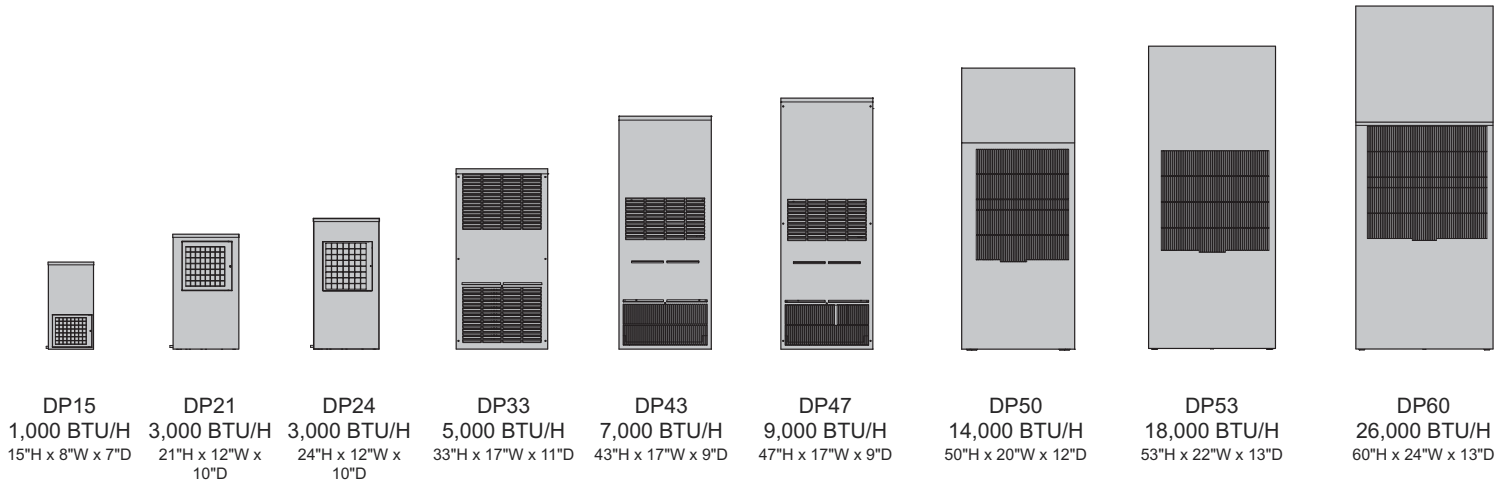 DP15
1,000 BTU/H
15"H x 8"W x 7"D
DP21
3,000 BTU/H
21"H x 12"W x
10"D
DP24
3,000 BTU/H
24"H x 12"W x
10"D
DP33
5,000 BTU/H
33"H x 17"W x 11"D
DP43
7,000 BTU/H
43"H x 17"W x 9"D
DP47
9,000 BTU/H
47"H x 17"W x 9"D
DP50
14,000 BTU/H
50"H x 20"W x 12"D
DP53
18,000 BTU/H
53"H x 22"W x 13"D
DP60
26,000 BTU/H
60"H x 24"W x 13"D